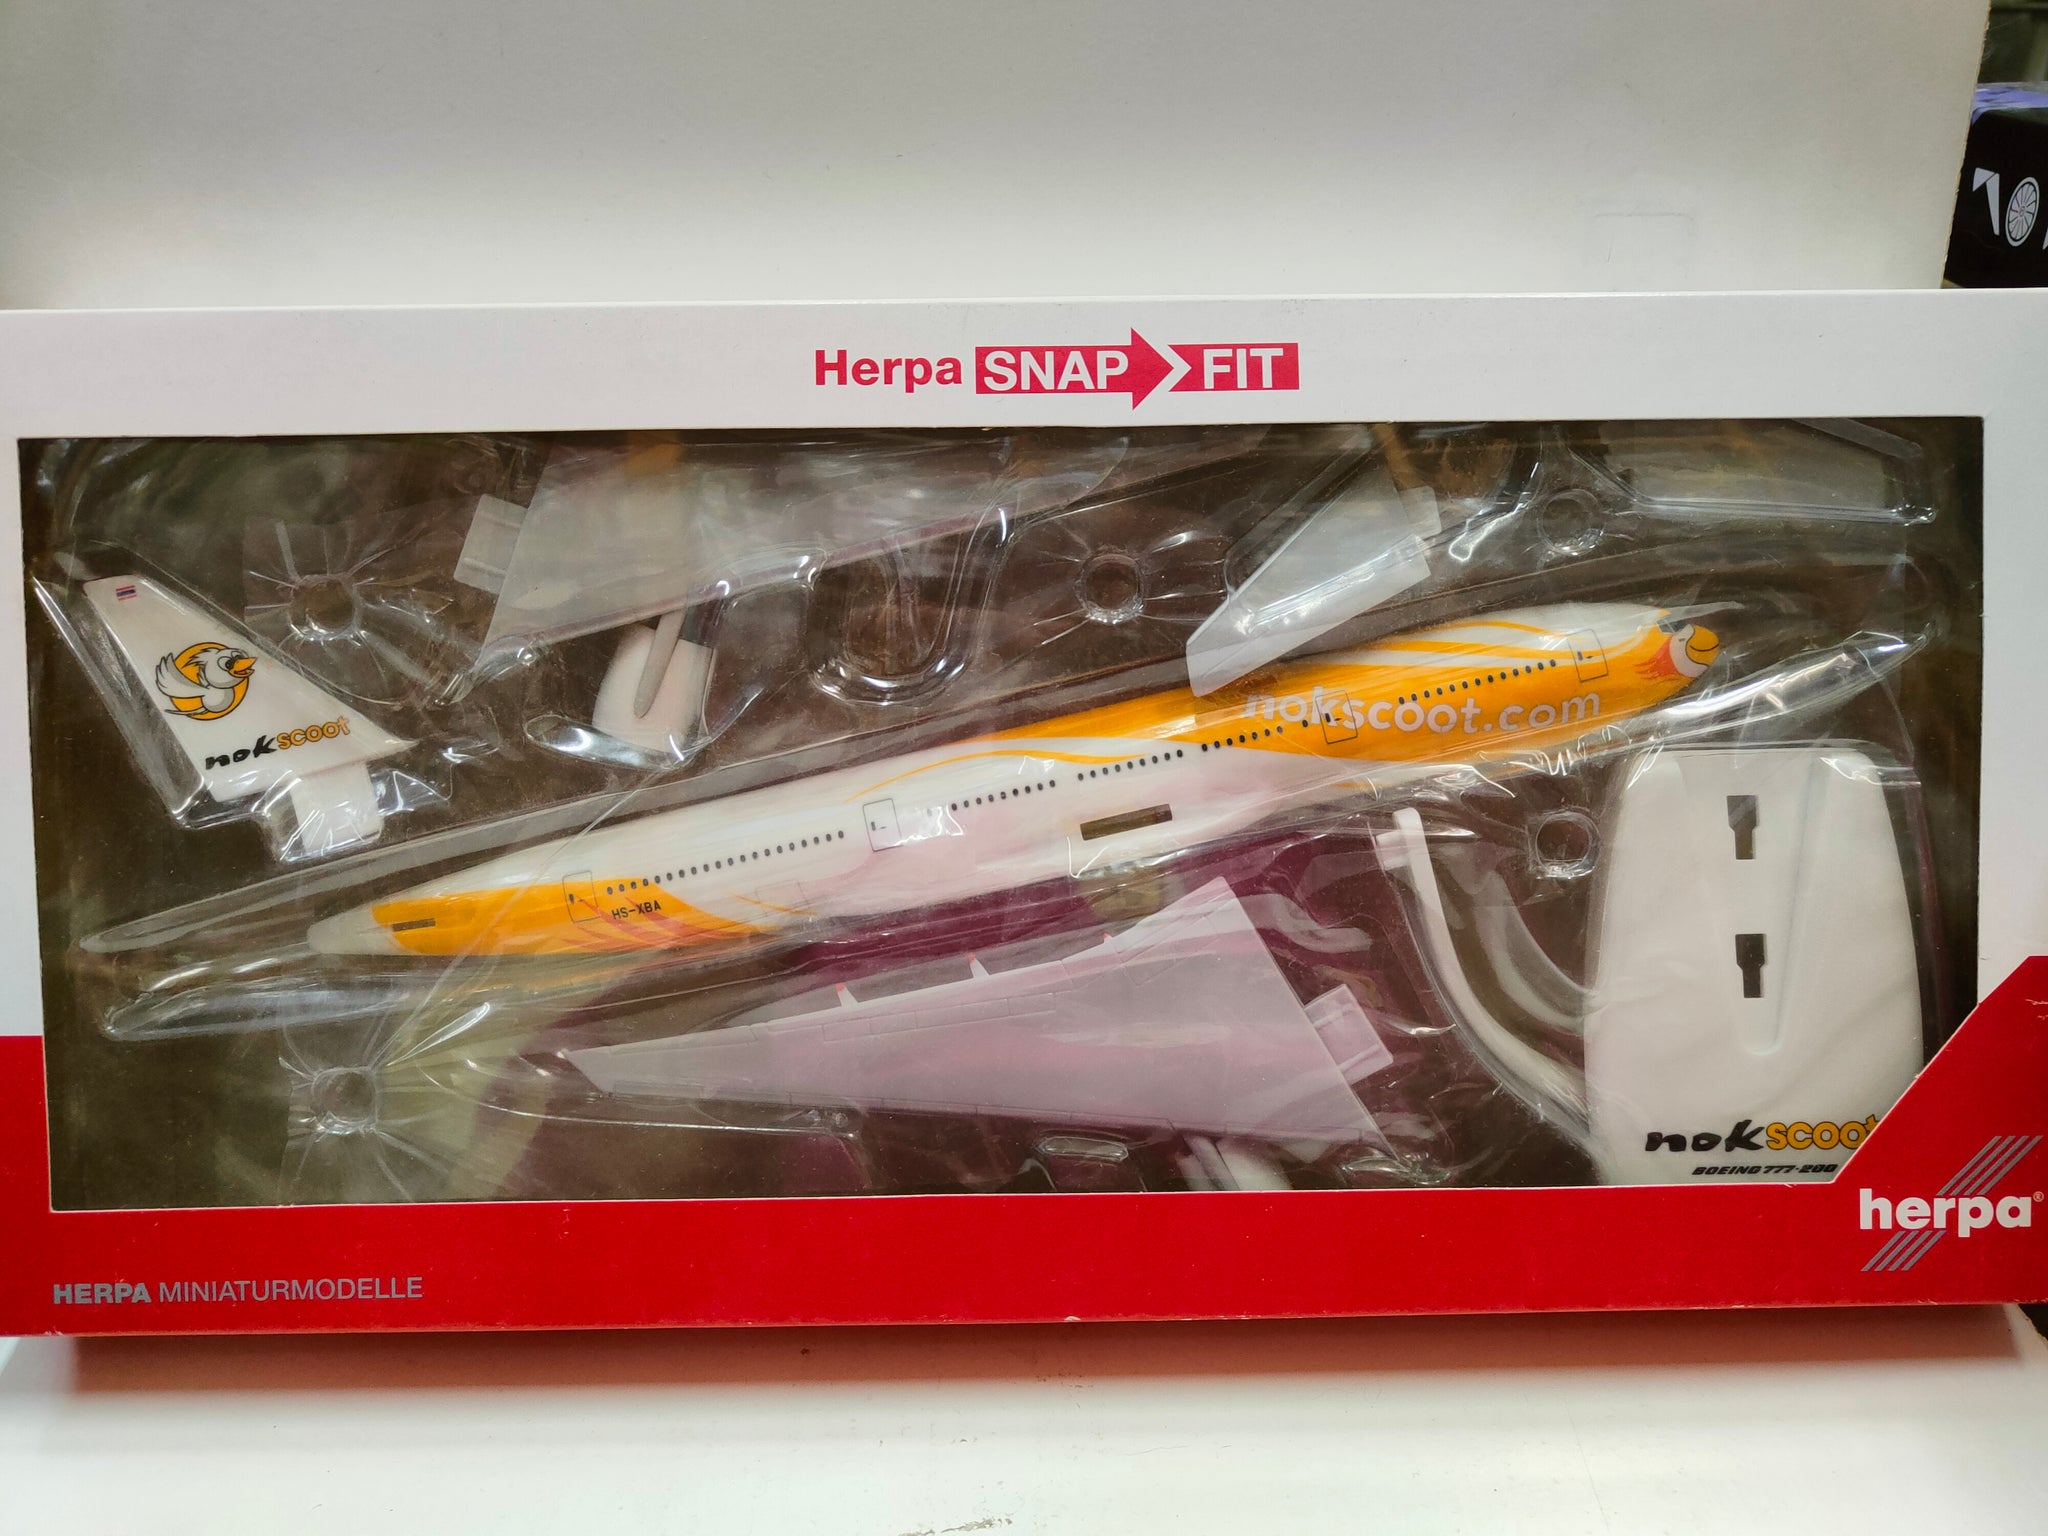 Herpa SNAP FIT
nokscoot
nokscoot.com
HS-XBA
nokscoot
BOEING 777-200
herpa®
HERPA MINIATURMODELLE